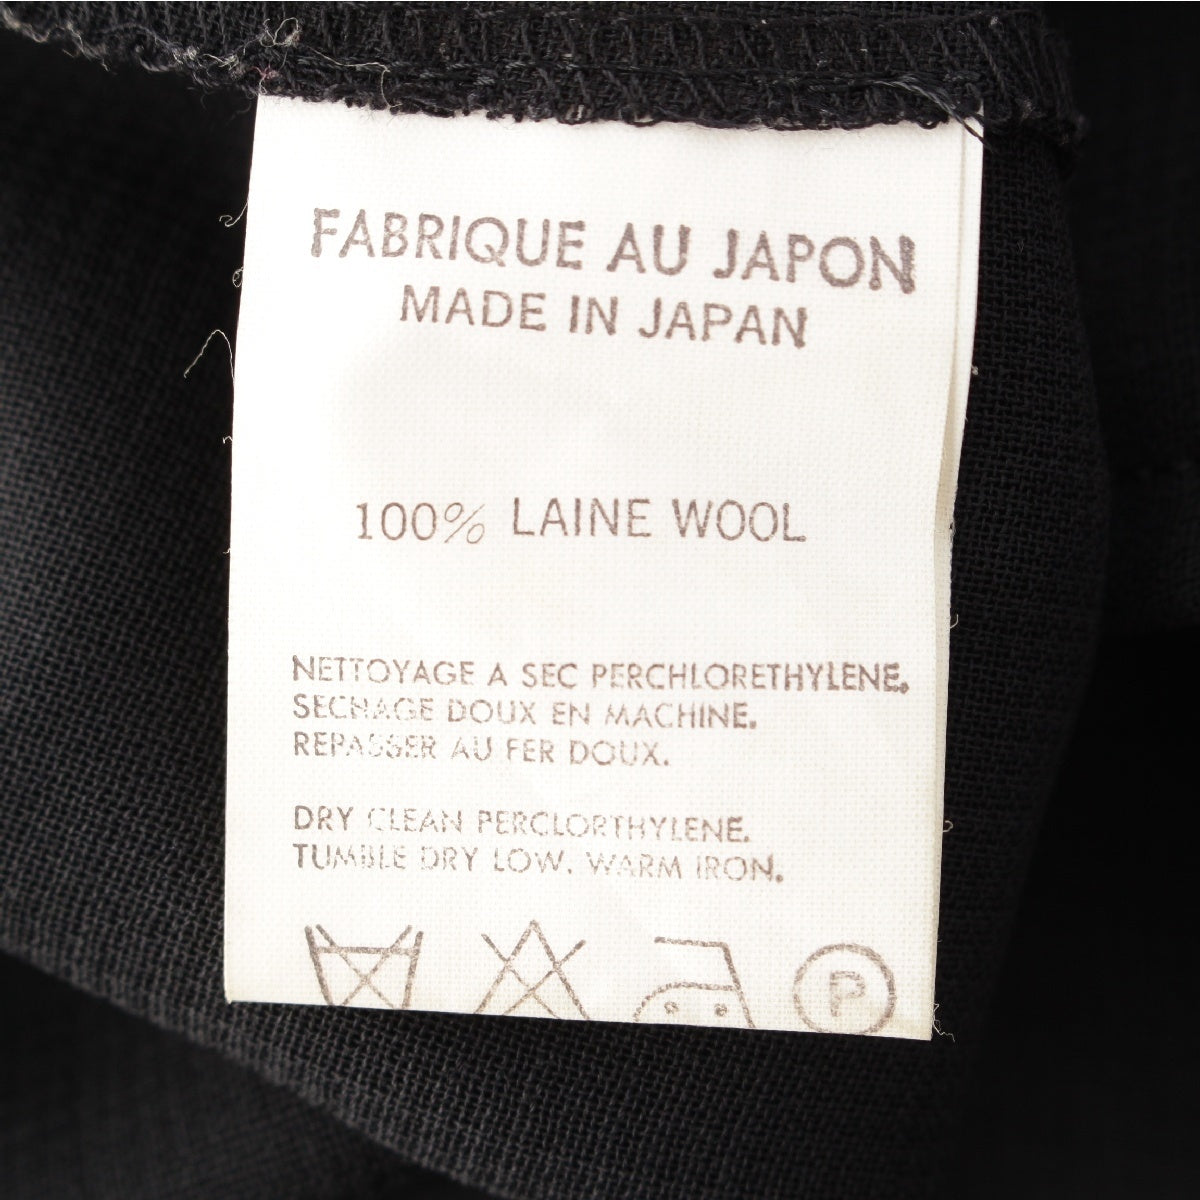 FABRIQUE AU JAPON
MADE IN JAPAN
100% LAINE WOOL
NETTOYAGE A SEC PERCHLORETHYLENE.
SECHAGE DOUX EN MACHINE.
REPASSER AU FER DOUX.
DRY CLEAN PERCLORTHYLENE.
TUMBLE DRY LOW. WARM IRON.
P